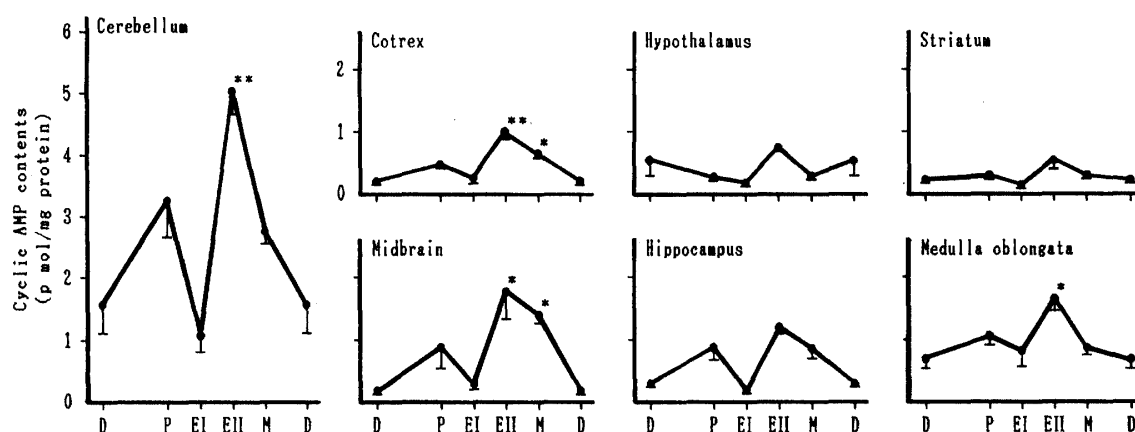 Cyclic AMP contents
(p mol/mg protein)
6
5
4
3
2
1
0
Cerebellum
**
D P EI EII M D
Cotrex
2
1
0
**
*
Hypothalamus
Striatum
Midbrain
*
*
D P EI EII M D
Hippocampus
D P EI EII M D
Medulla oblongata
*
D P EI EII M D